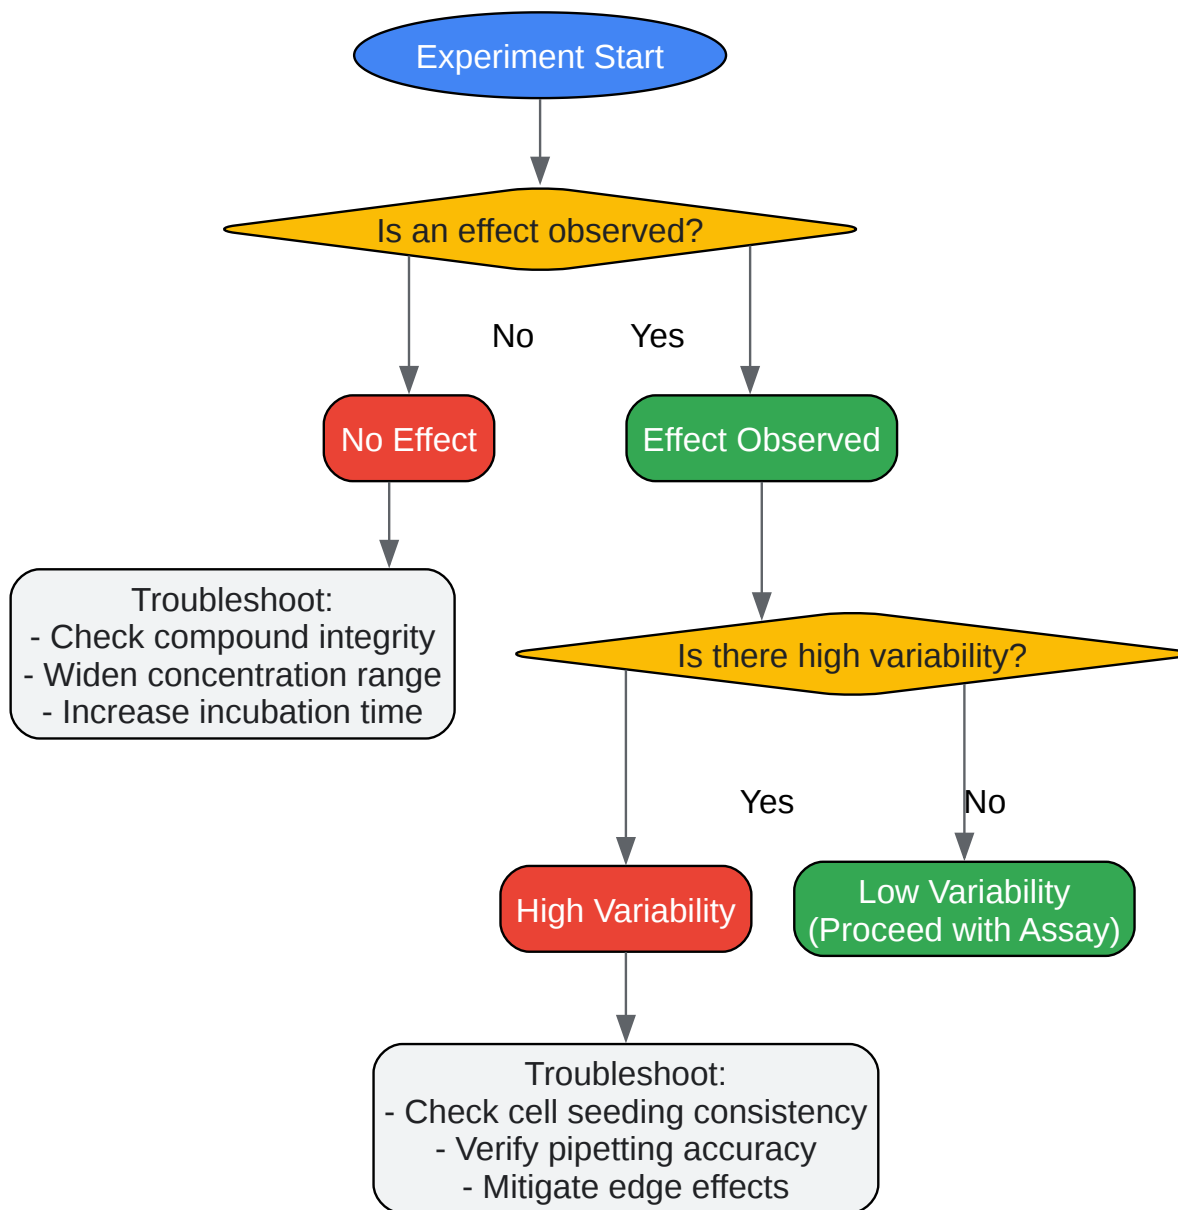 Experiment Start
Is an effect observed?
No
Yes
No Effect
Effect Observed
Troubleshoot:
- Check compound integrity
- Widen concentration range
- Increase incubation time
Is there high variability?
Yes
No
High Variability
Low Variability
(Proceed with Assay)
Troubleshoot:
- Check cell seeding consistency
- Verify pipetting accuracy
- Mitigate edge effects